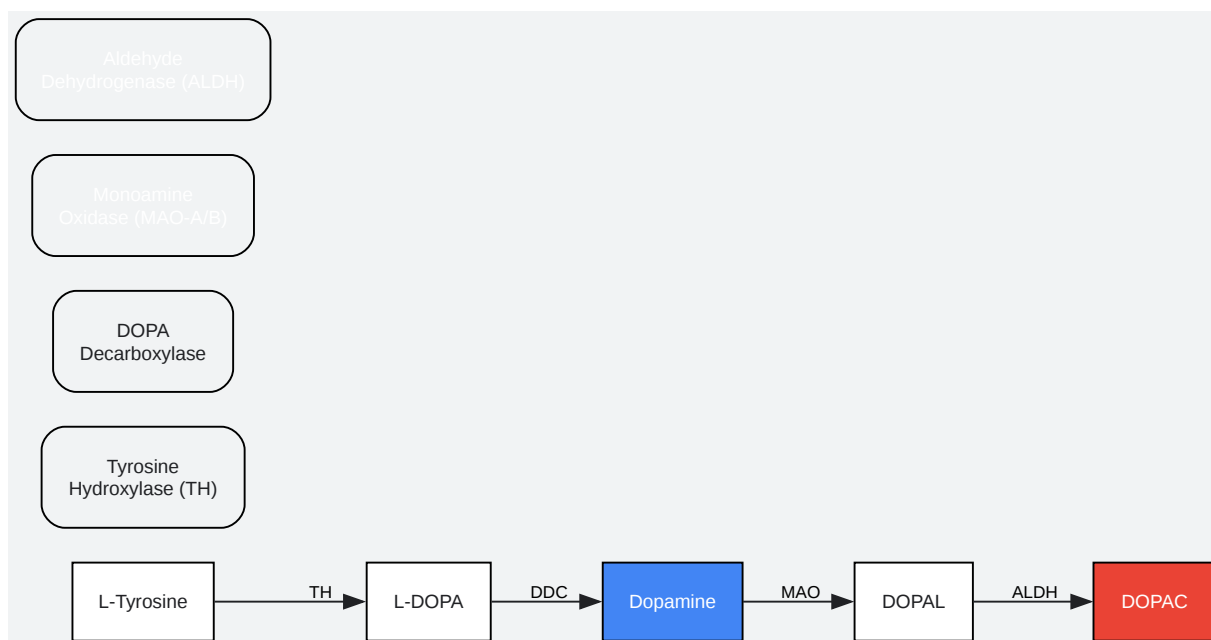 Aldehyde
Dehydrogenase (ALDH)
Monoamine
Oxidase (MAO-A/B)
DOPA
Decarboxylase
Tyrosine
Hydroxylase (TH)
L-Tyrosine
TH
L-DOPA
DDC
Dopamine
MAO
DOPAL
ALDH
DOPAC